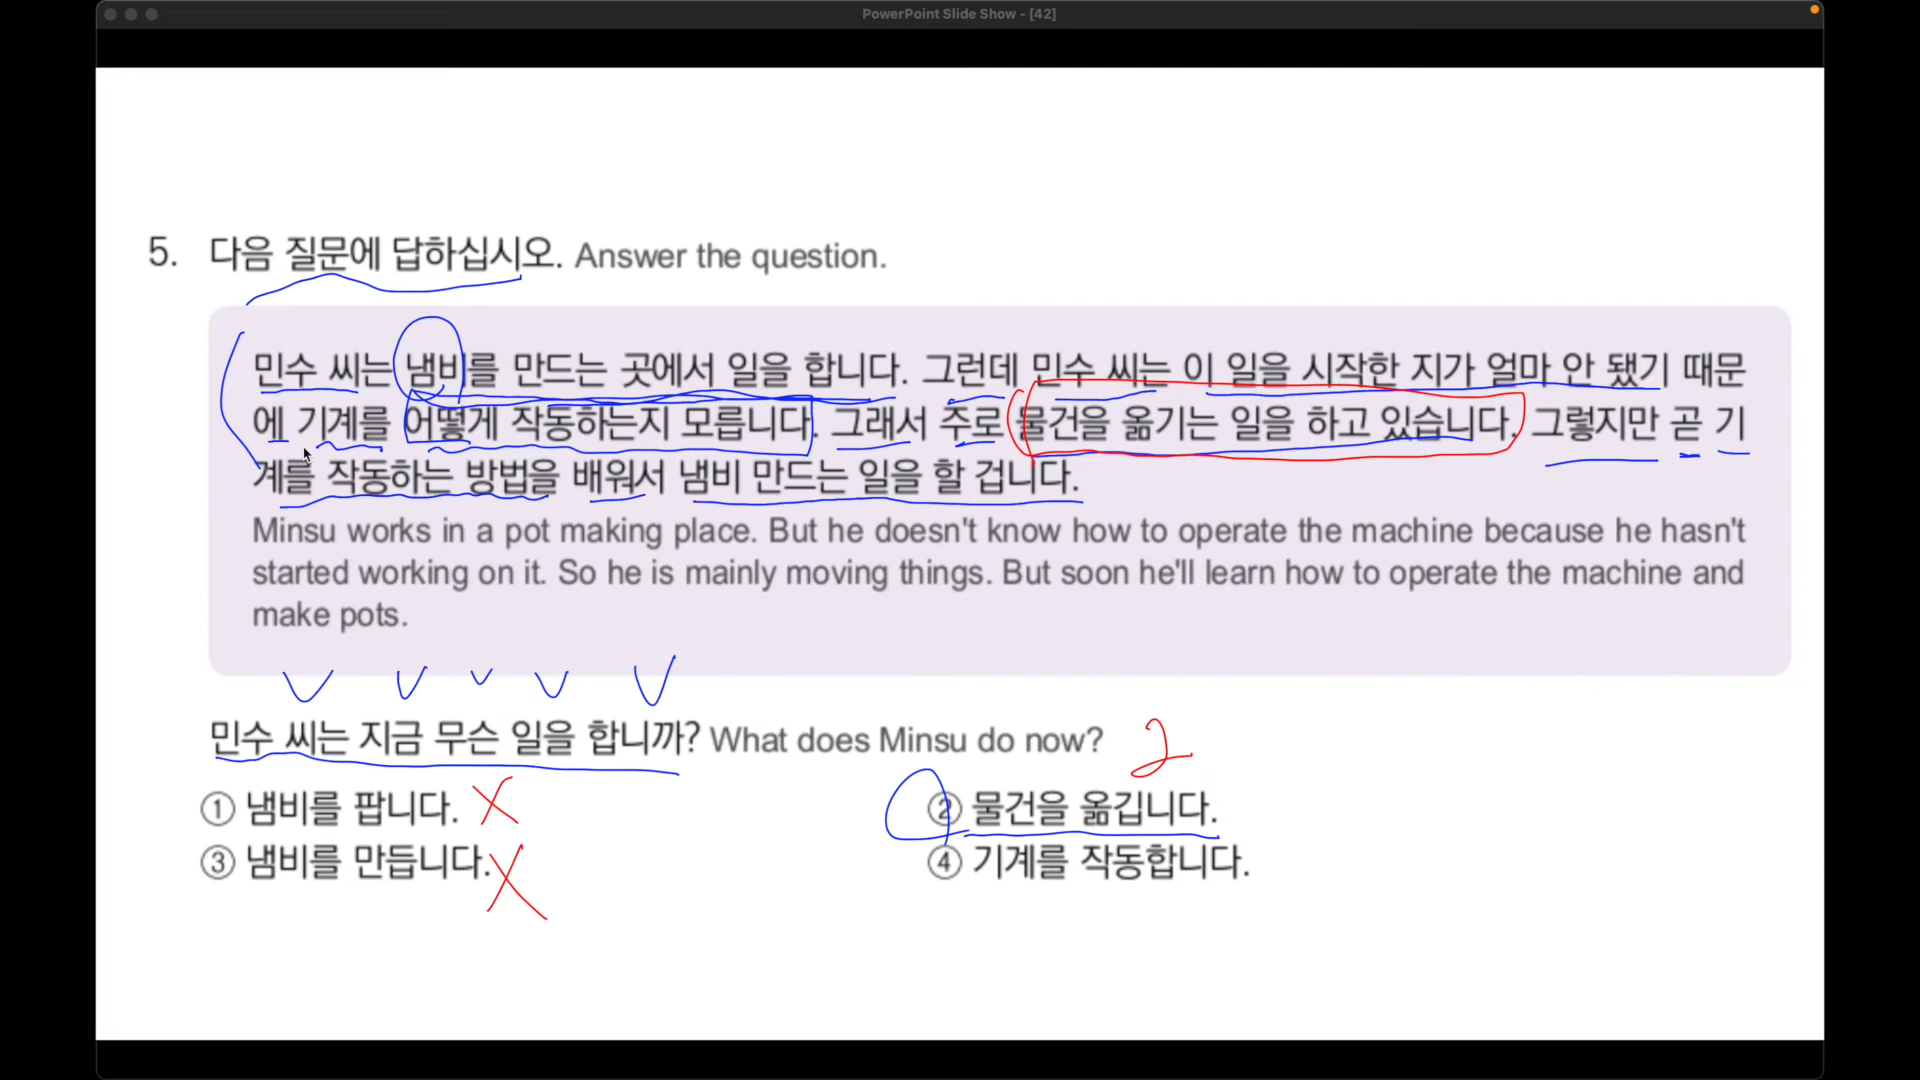 PowerPoint Slide Show - [42]
5. 다음 질문에 답하십시오. Answer the question.
민수 씨는 냄비를 만드는 곳에서 일을 합니다. 그런데 민수 씨는 이 일을 시작한 지가 얼마 안 됐기 때문
에 기계를 어떻게 작동하는지 모릅니다. 그래서 주로 물건을 옮기는 일을 하고 있습니다. 그렇지만 곧 기
계를 작동하는 방법을 배워서 냄비 만드는 일을 할 겁니다.
Minsu works in a pot making place. But he doesn't know how to operate the machine because he hasn't
started working on it. So he is mainly moving things. But soon he'll learn how to operate the machine and
make pots.
민수 씨는 지금 무슨 일을 합니까? What does Minsu do now? 2
① 냄비를 팝니다. X ② 물건을 옮깁니다.
③ 냄비를 만듭니다. X ④ 기계를 작동합니다.